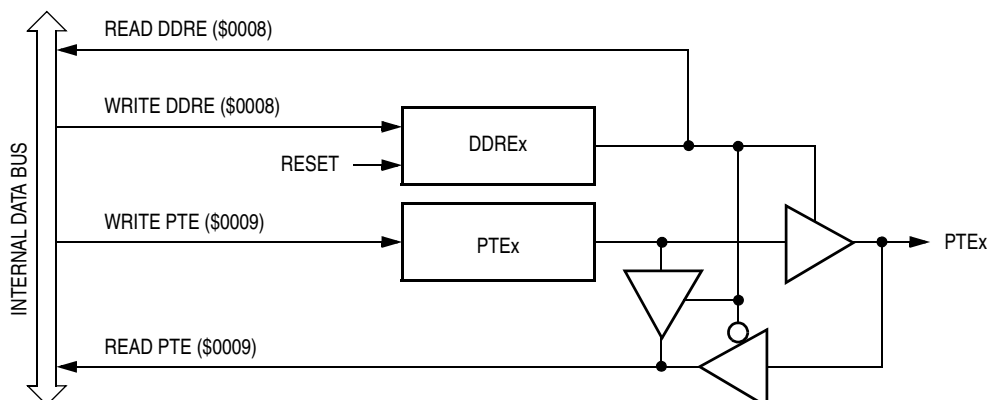 READ DDRE ($0008)
WRITE DDRE ($0008)
DDREx
RESET
INTERNAL DATA BUS
WRITE PTE ($0009)
PTEx
PTEx
READ PTE ($0009)